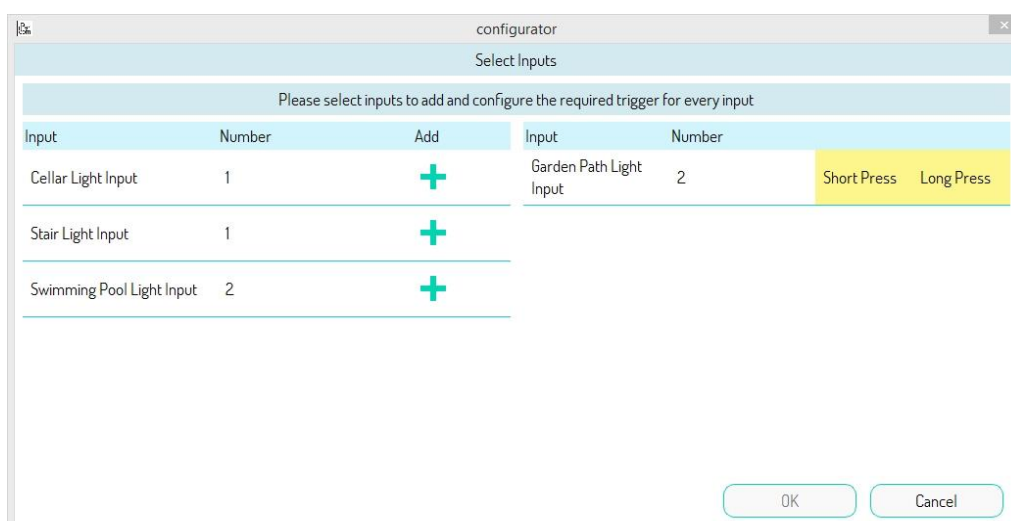 configurator
Select Inputs
Please select inputs to add and configure the required trigger for every input
Input Number Add Input Number
Cellar Light Input 1
Garden Path Light Input 2 Short Press Long Press
Stair Light Input 1
Swimming Pool Light Input 2
OK Cancel